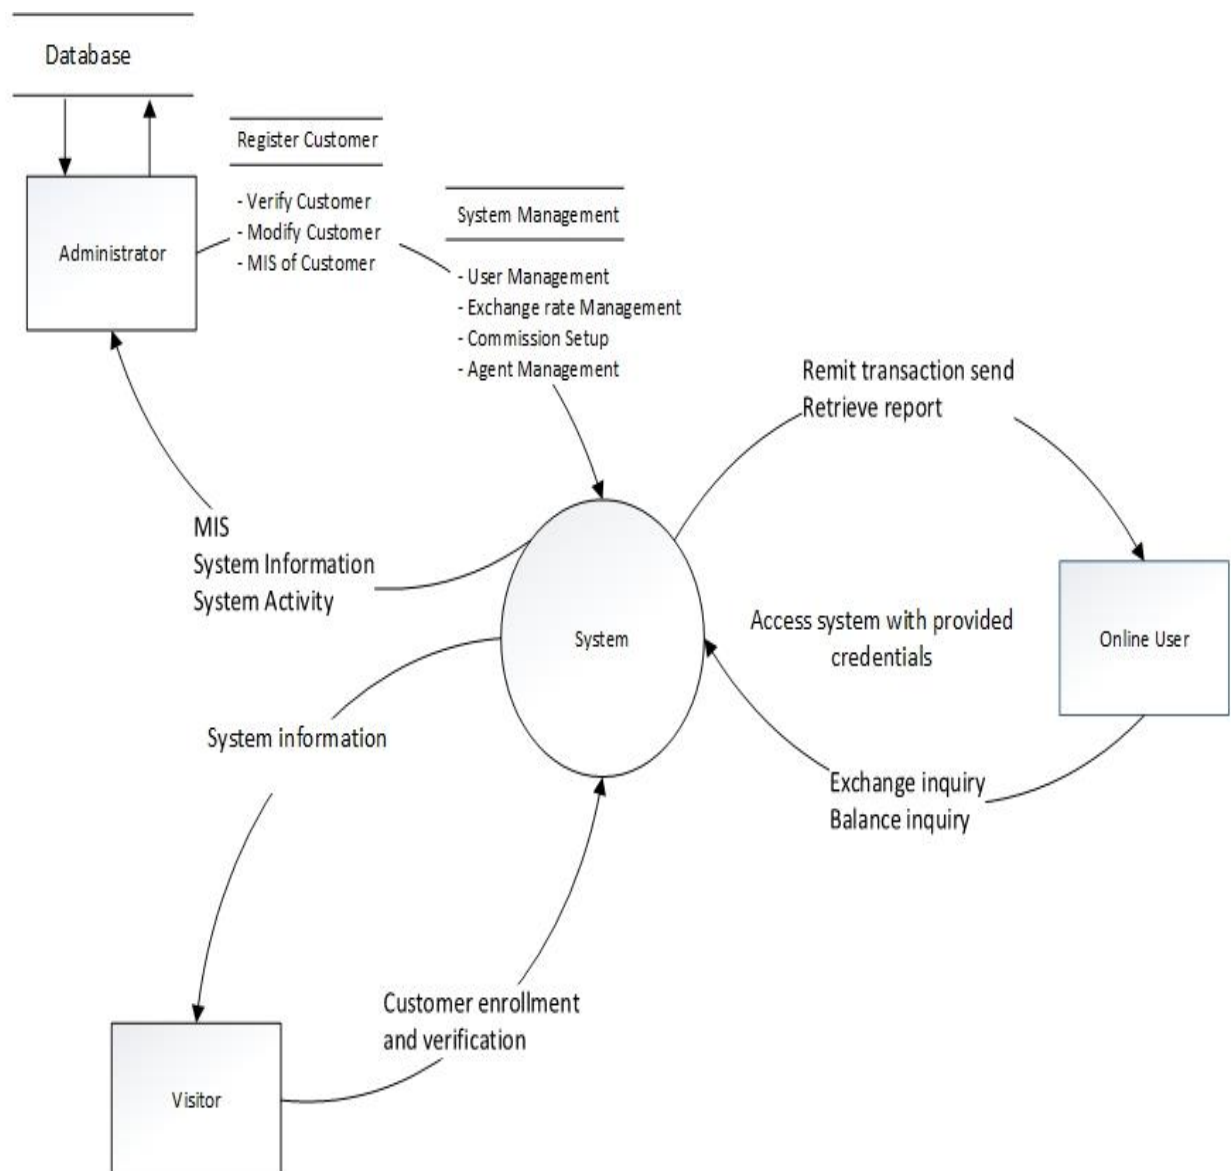 Database
Register Customer
- Verify Customer
- Modify Customer
- MIS of Customer
Administrator
System Management
- User Management
- Exchange rate Management
- Commission Setup
- Agent Management
Remit transaction send
Retrieve report
MIS
System Information
System Activity
System
Access system with provided
credentials
Online User
System information
Exchange inquiry
Balance inquiry
Customer enrollment
and verification
Visitor